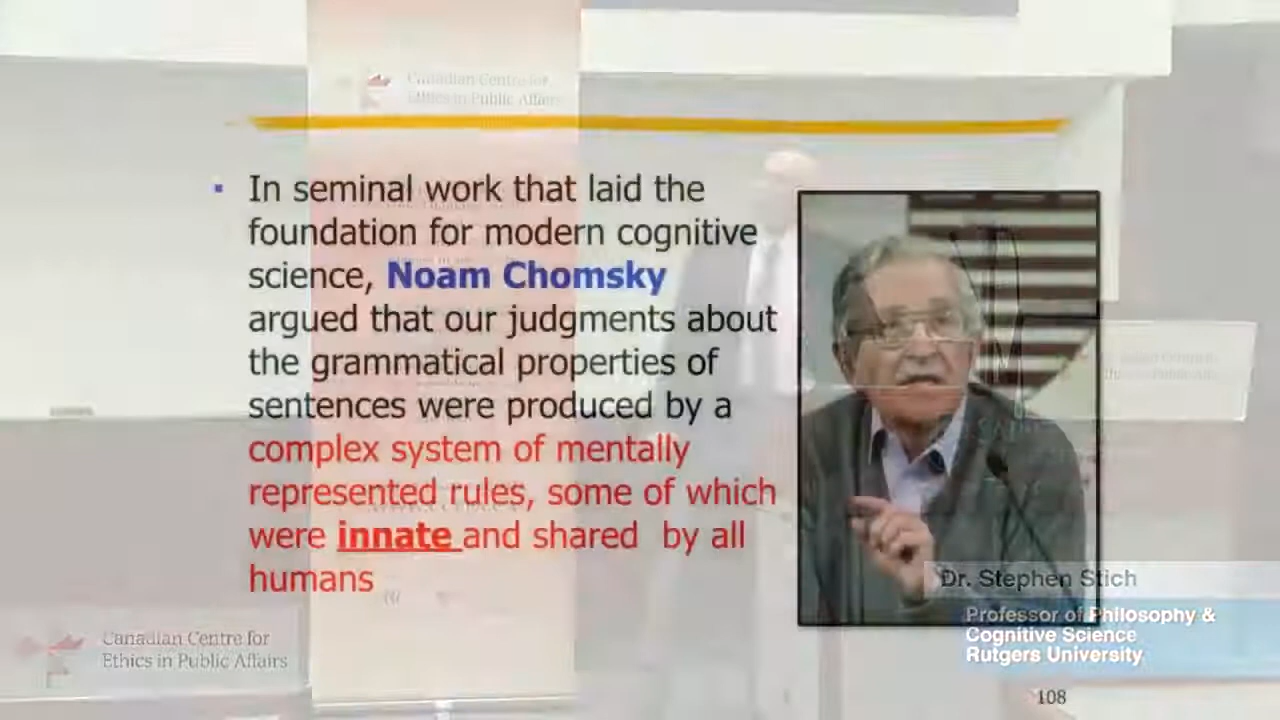 Canadian Centre for
Ethics in Public Affairs
In seminal work that laid the
foundation for modern cognitive
science, Noam Chomsky
argued that our judgments about
the grammatical properties of
sentences were produced by a
complex system of mentally
represented rules, some of which
were innate and shared by all
humans
Dr. Stephen Stich
Professor of Philosophy &
Cognitive Science
Rutgers University
Canadian Centre for
Ethics in Public Affairs
108